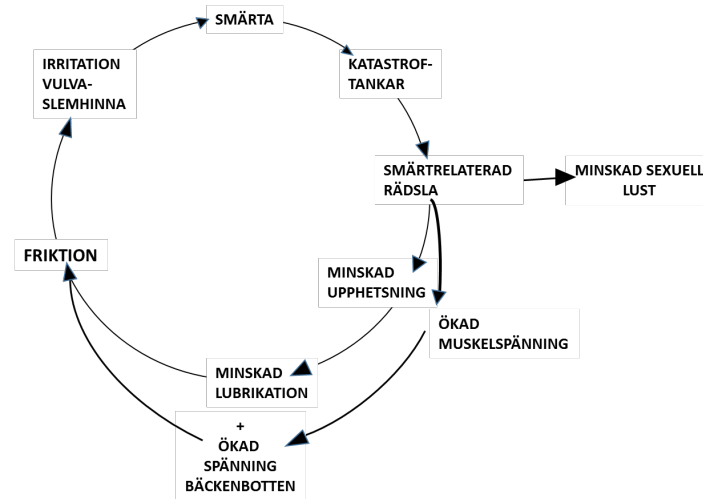 SMÄRTA
KATASTROF-
TANKAR
SMÄRTRELATERAD
RÄDSLA
MINSKAD SEXUELL
LUST
MINSKAD
UPPHETSNING
ÖKAD
MUSKELSPÄNNING
MINSKAD
LUBRIKATION
+
ÖKAD
SPÄNNING
BÄCKENBOTTEN
FRIKTION
IRRITATION
VULVA-
SLEMHINNA